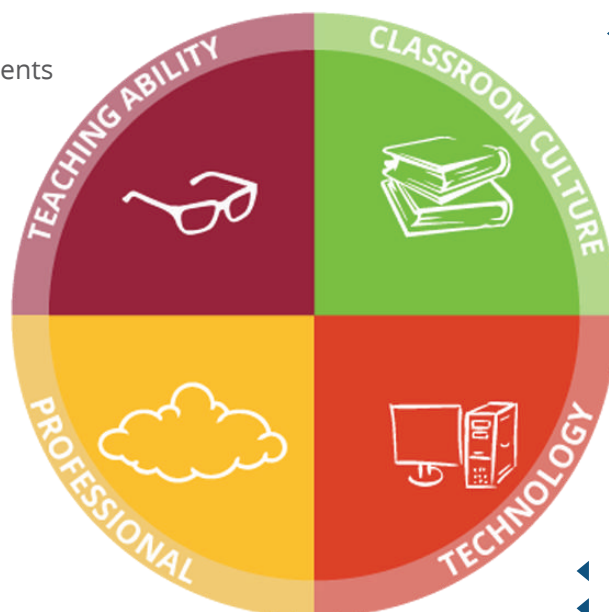 ents
TEACHING ABILITY
CLASSROOM CULTURE
PROFESSIONAL
TECHNOLOGY